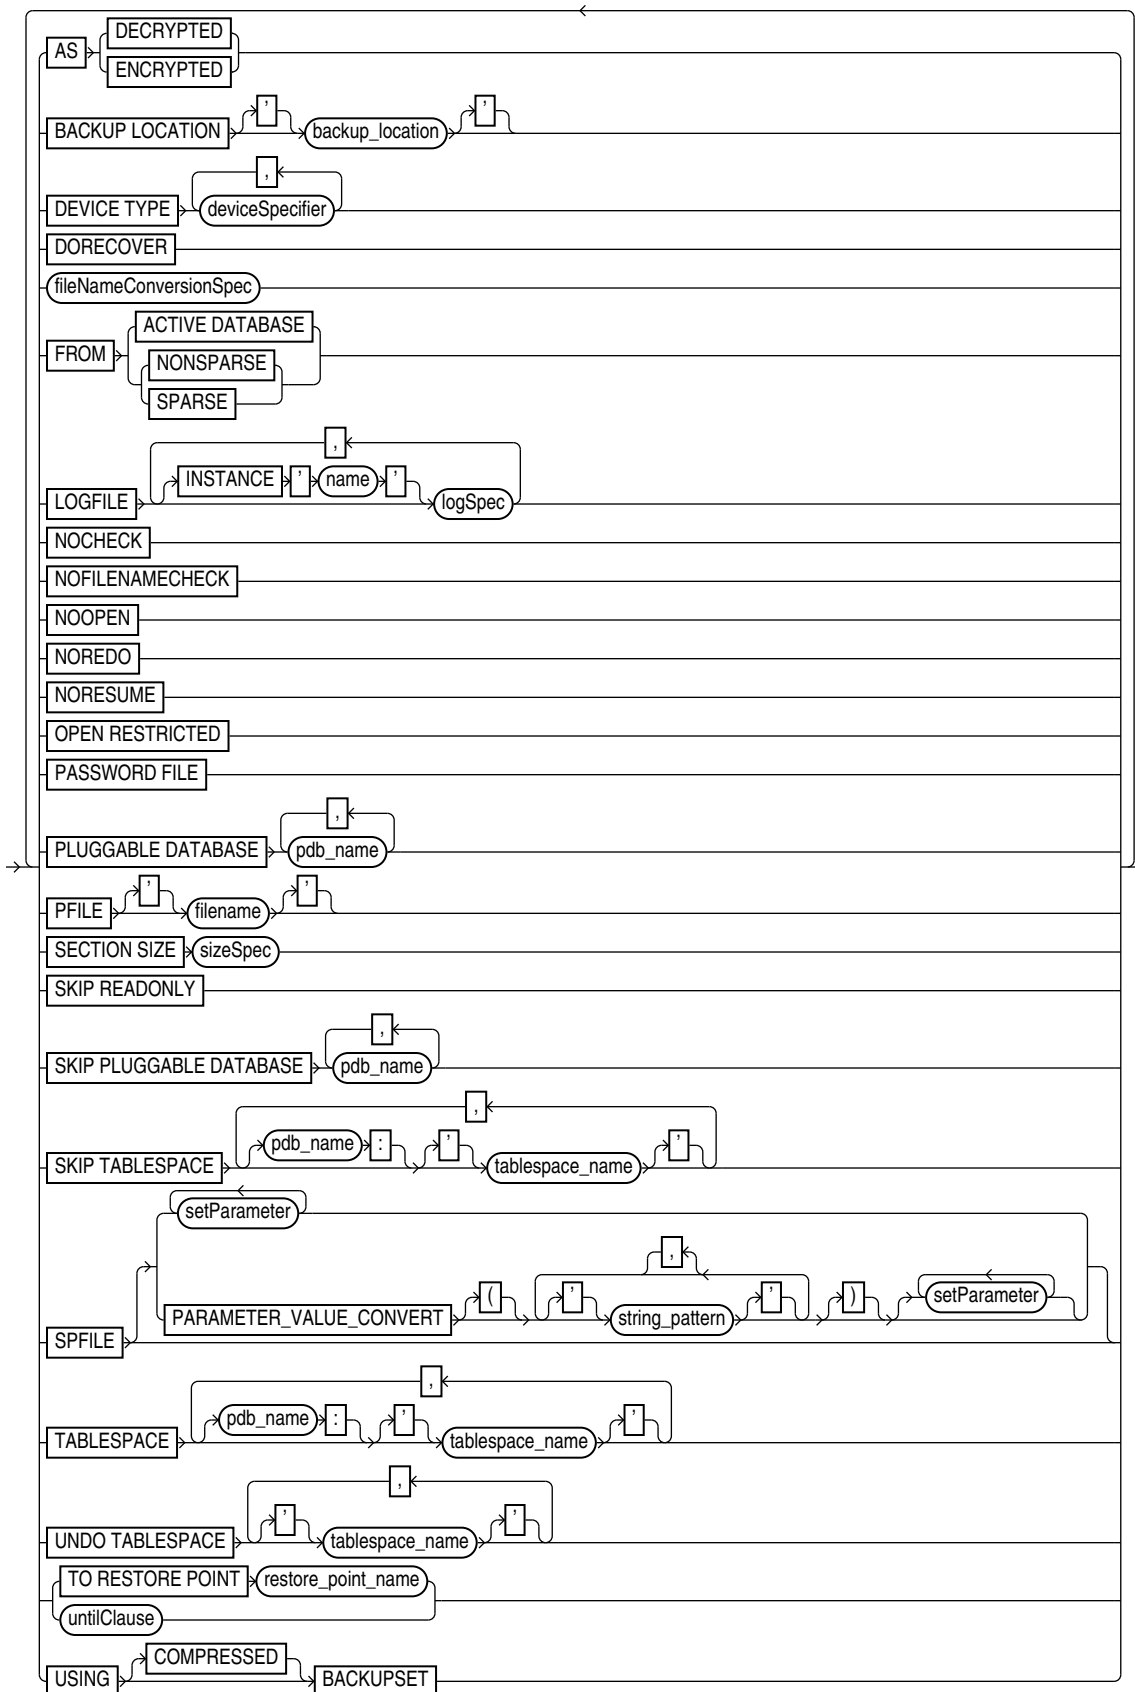 DECRYPTED
AS
ENCRYPTED
BACKUP LOCATION ' backup_location '
,
DEVICE TYPE deviceSpecifier
DORECOVER
fileNameConversionSpec
ACTIVE DATABASE
FROM
NONSPARSE
SPARSE
,
INSTANCE ' name '
LOGFILE logSpec
NOCHECK
NOFILENAMECHECK
NOOPEN
NOREDO
NORESUME
OPEN RESTRICTED
PASSWORD FILE
,
PLUGGABLE DATABASE pdb_name
PFILE ' filename '
SECTION SIZE sizeSpec
SKIP READONLY
,
SKIP PLUGGABLE DATABASE pdb_name
,
pdb_name : ' '
SKIP TABLESPACE tablespace_name
setParameter
,
( ' ' ) setParameter
PARAMETER_VALUE_CONVERT string_pattern
SPFILE
,
pdb_name : ' '
TABLESPACE tablespace_name
,
' '
UNDO TABLESPACE tablespace_name
TO RESTORE POINT restore_point_name
untilClause
COMPRESSED
USING BACKUPSET